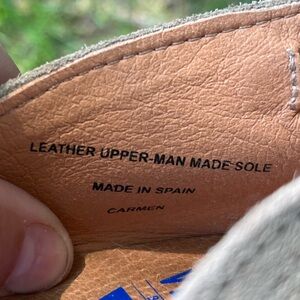 LEATHER UPPER-MAN MADE SOLE
MADE IN SPAIN
CARMEN